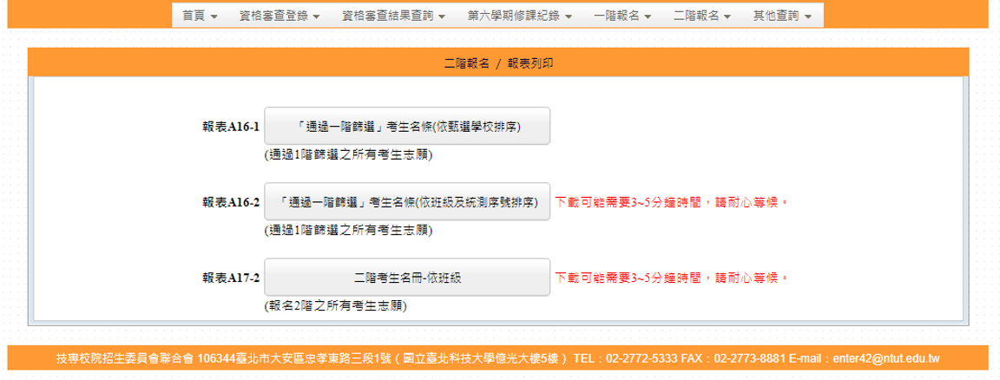 首頁 資格審查登錄 資格審查結果查詢 第六學期修課紀錄 一階報名 二階報名 其他查詢
二階報名 / 報表列印
報表A16-1 「通過一階篩選」考生名條(依甄選學校排序)
(通過1階篩選之所有考生志願)
報表A16-2 「通過一階篩選」考生名條(依班級及統測序號排序) 下載可能需要3~5分鐘時間，請耐心等候。
(通過1階篩選之所有考生志願)
報表A17-2 二階考生名冊-依班級 下載可能需要3~5分鐘時間，請耐心等候。
(報名2階之所有考生志願)
技專校院招生委員會聯合會 106344臺北市大安區忠孝東路三段1號（國立臺北科技大學億光大樓5樓） TEL：02-2772-5333 FAX：02-2773-8881 E-mail：enter42@ntut.edu.tw